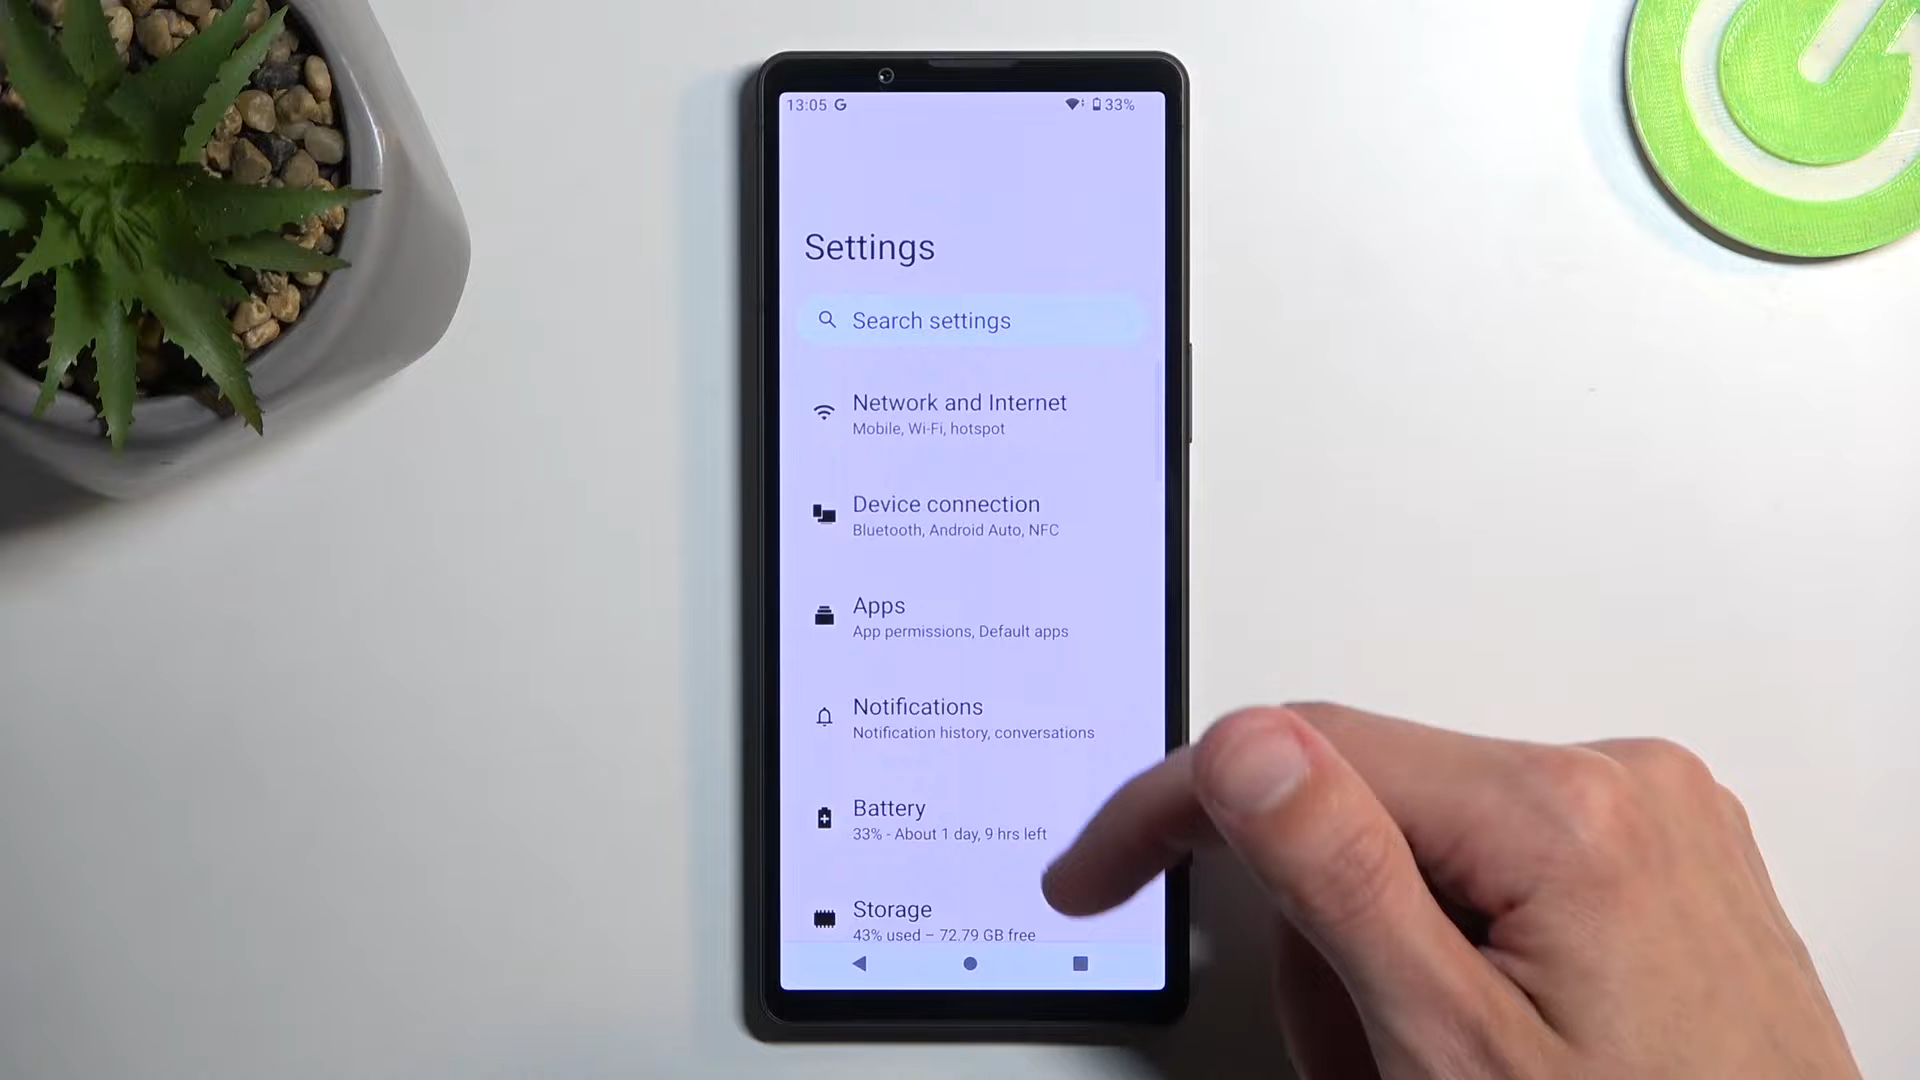 13:05 G
33%
Settings
Search settings
Network and Internet
Mobile, Wi-Fi, hotspot
Device connection
Bluetooth, Android Auto, NFC
Apps
App permissions, Default apps
Notifications
Notification history, conversations
Battery
33% - About 1 day, 9 hrs left
Storage
43% used – 72.79 GB free